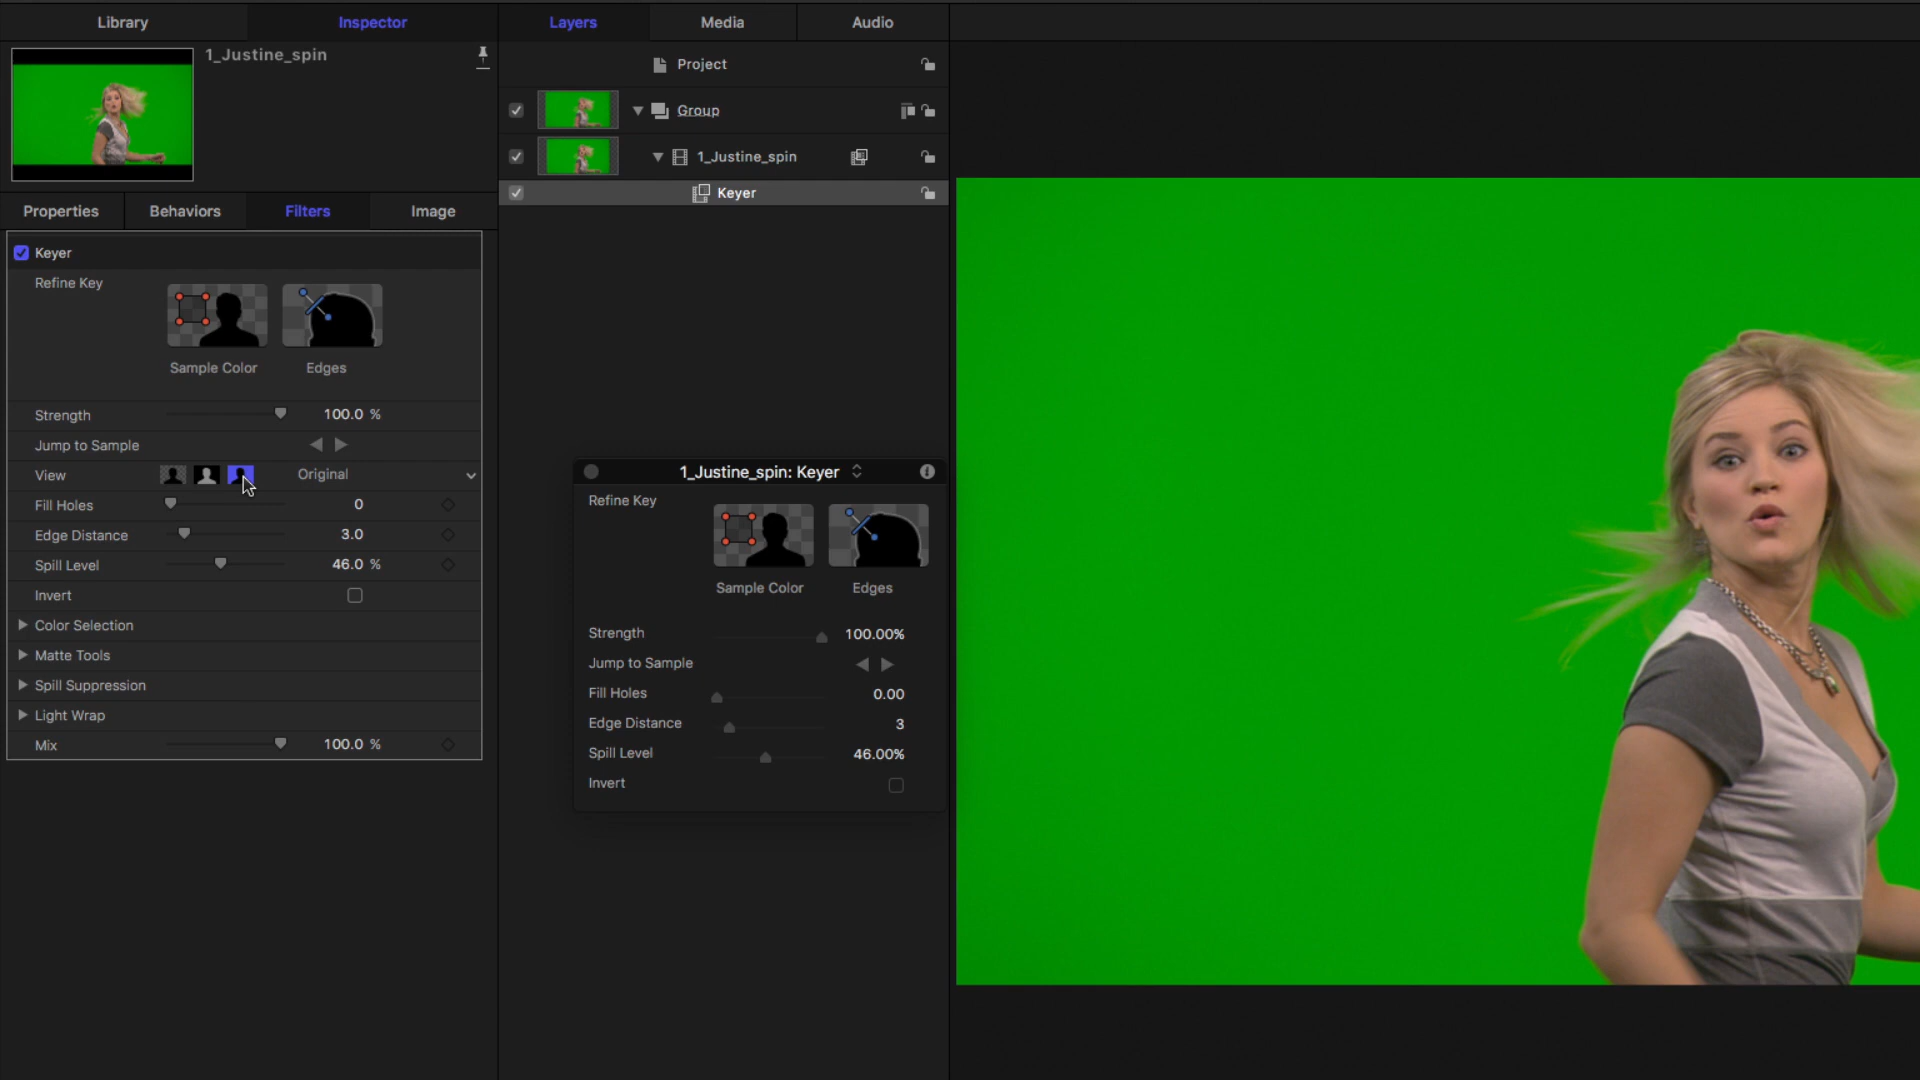 Library
Inspector
1_Justine_spin
Properties
Behaviors
Filters
Image
Keyer
Refine Key
Sample Color
Edges
Strength 100.0 %
Jump to Sample
View Original
Fill Holes 0
Edge Distance 3.0
Spill Level 46.0 %
Invert
Color Selection
Matte Tools
Spill Suppression
Light Wrap
Mix 100.0 %
Layers
Media
Audio
Project
Group
1_Justine_spin
Keyer
1_Justine_spin: Keyer
Refine Key
Sample Color
Edges
Strength 100.00%
Jump to Sample
Fill Holes 0.00
Edge Distance 3
Spill Level 46.00%
Invert